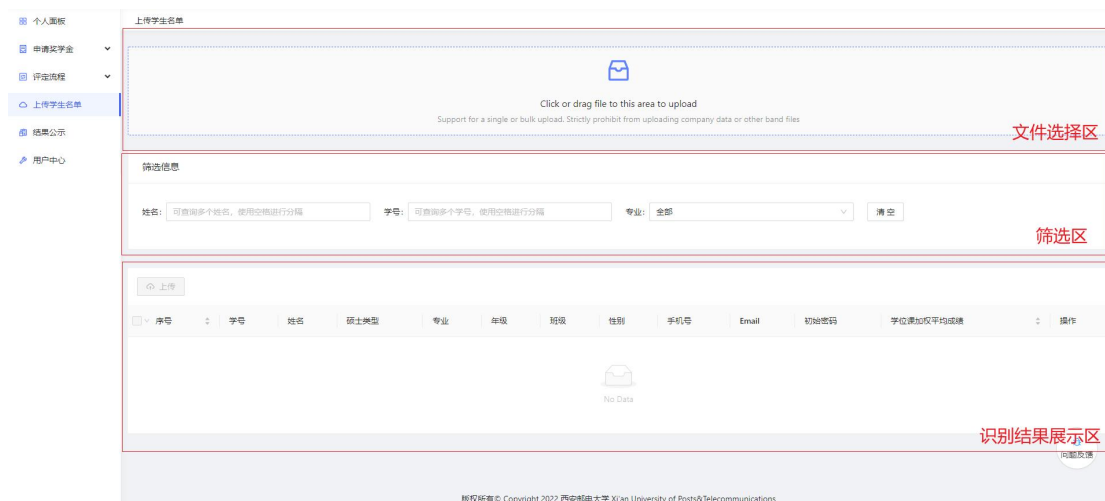 个人面板
申请奖学金
评定流程
上传学生名单
结果公示
用户中心
上传学生名单
Click or drag file to this area to upload
Support for a single or bulk upload. Strictly prohibit from uploading company data or other band files
文件选择区
筛选信息
姓名: 可查询多个姓名，使用空格进行分隔 学号: 可查询多个学号，使用空格进行分隔 专业: 全部 清空
筛选区
上传
序号 学号 姓名 硕士类型 专业 年级 班级 性别 手机号 Email 初始密码 学位课加权平均成绩 操作
No Data
识别结果展示区
问题反馈
版权所有© Copyright 2022 西安邮电大学 Xi'an University of Posts&Telecommunications